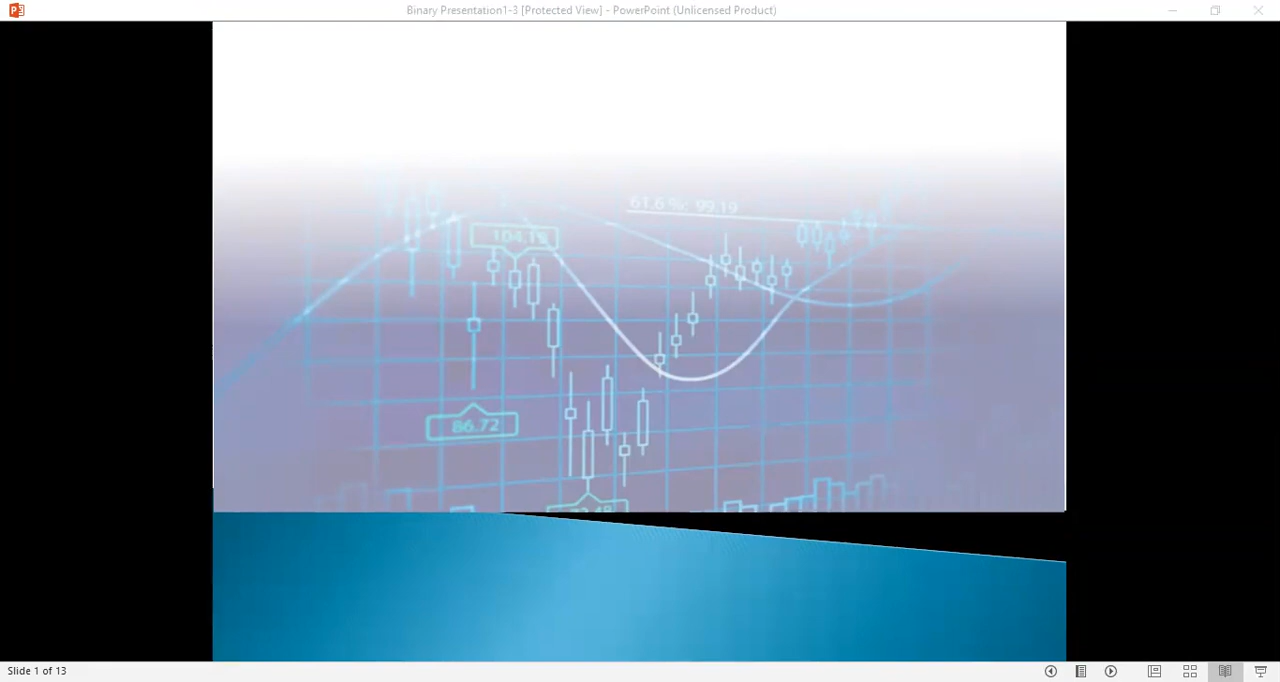 Binary Presentation1-3 [Protected View] - PowerPoint (Unlicensed Product)
61.6%: 99.19
104.19
86.72
Slide 1 of 13